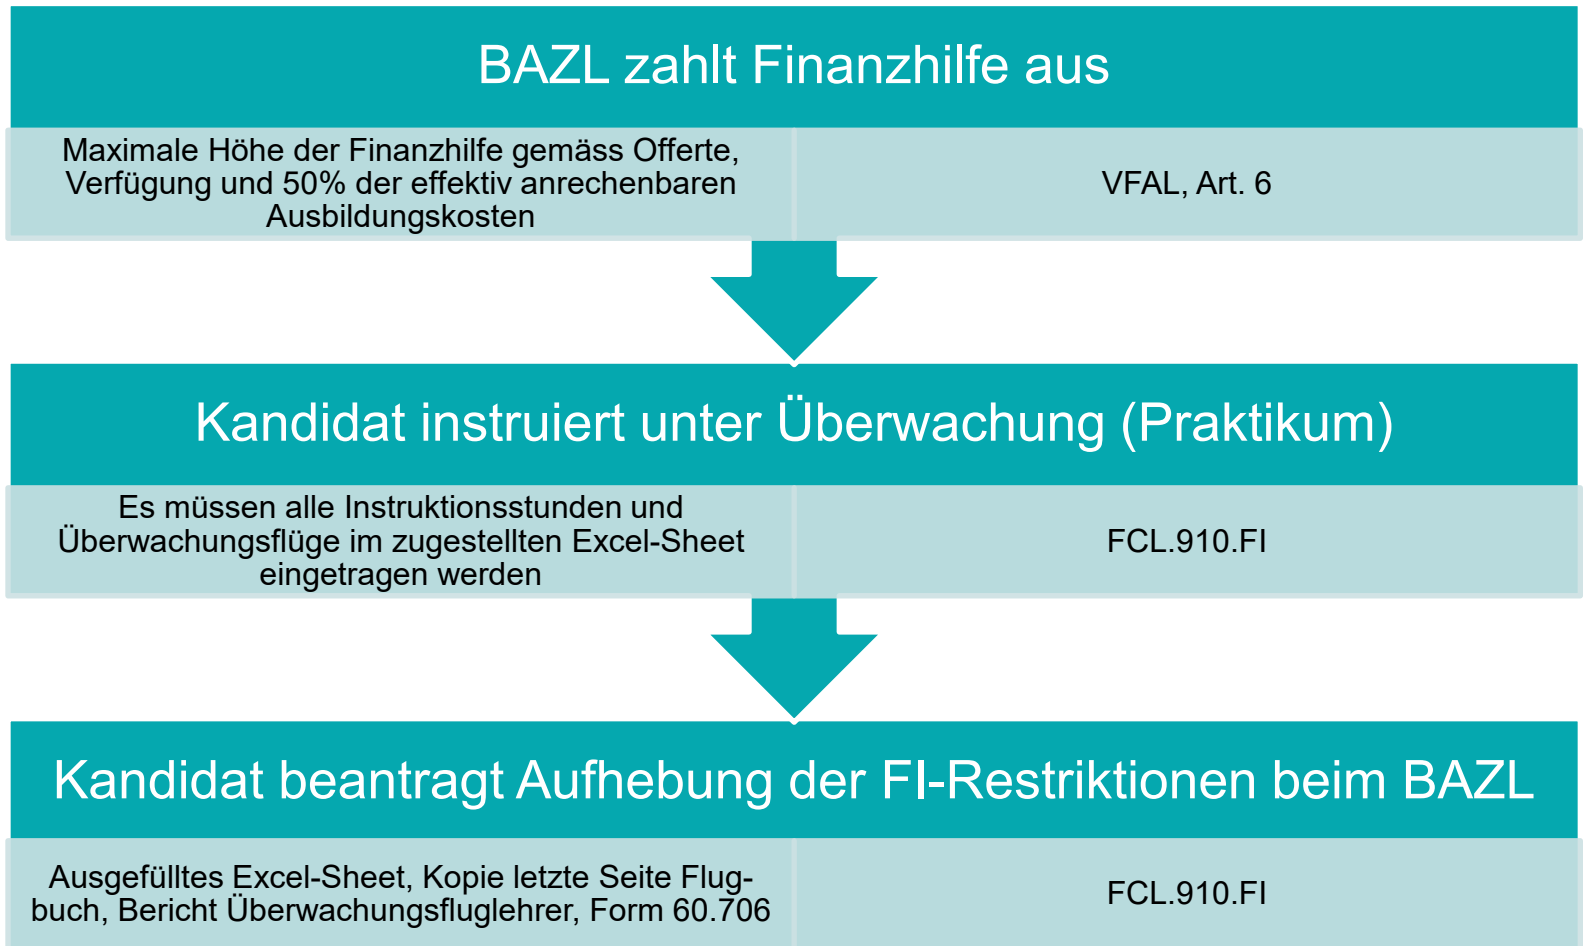 BAZL zahlt Finanzhilfe aus
Maximale Höhe der Finanzhilfe gemäss Offerte,
Verfügung und 50% der effektiv anrechenbaren
Ausbildungskosten
VFAL, Art. 6
Kandidat instruiert unter Überwachung (Praktikum)
Es müssen alle Instruktionsstunden und
Überwachungsflüge im zugestellten Excel-Sheet
eingetragen werden
FCL.910.FI
Kandidat beantragt Aufhebung der FI-Restriktionen beim BAZL
Ausgefülltes Excel-Sheet, Kopie letzte Seite Flug-
buch, Bericht Überwachungsfluglehrer, Form 60.706
FCL.910.FI